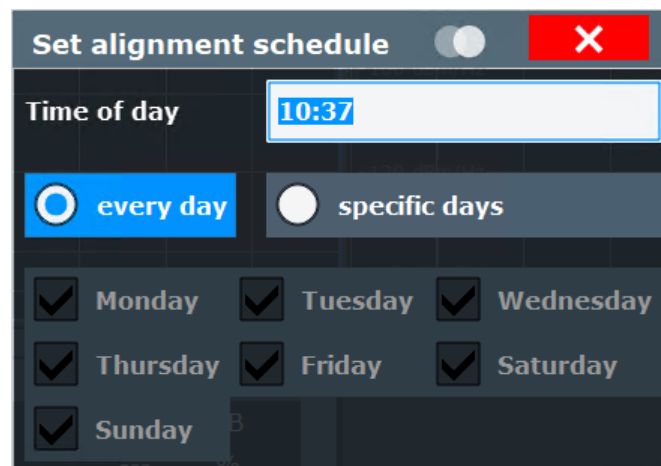 Set alignment schedule
Time of day 10:37
every day specific days
Monday Tuesday Wednesday
Thursday Friday Saturday
Sunday